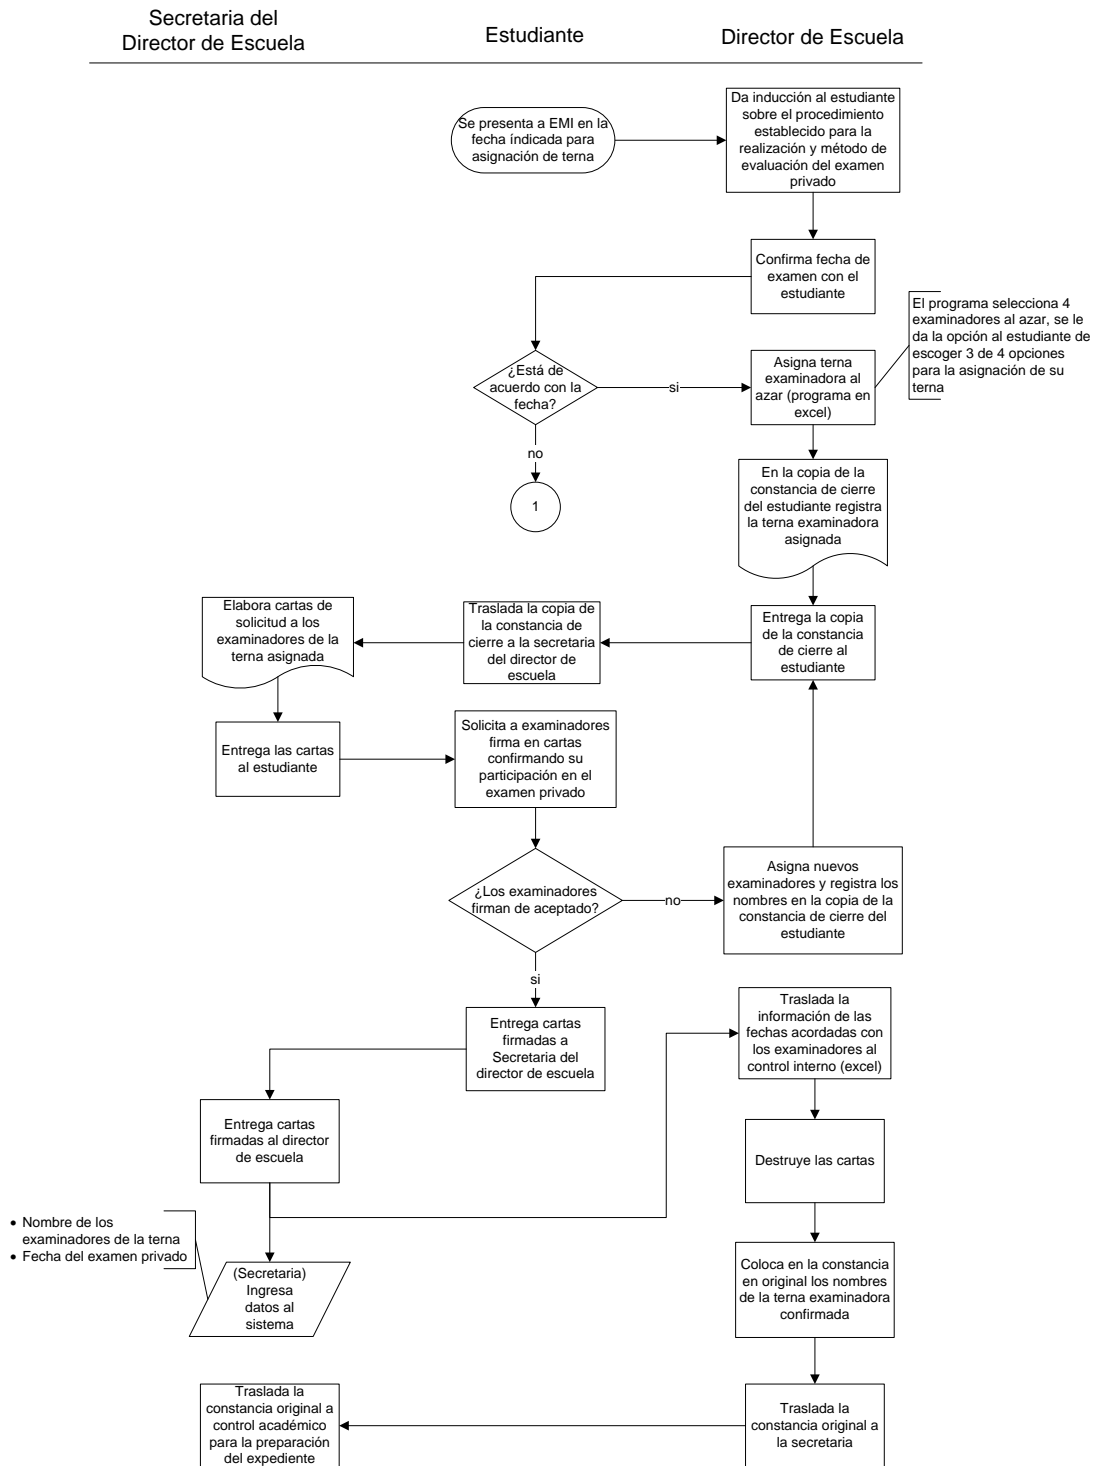 Secretaria del
Director de Escuela
Estudiante
Director de Escuela
Se presenta a EMI en la
fecha índicada para
asignación de terna
Da inducción al estudiante
sobre el procedimiento
establecido para la
realización y método de
evaluación del examen
privado
Confirma fecha de
examen con el
estudiante
El programa selecciona 4
examinadores al azar, se le
da la opción al estudiante de
escoger 3 de 4 opciones
para la asignación de su
terna
¿Está de
acuerdo con la
fecha?
si
Asigna terna
examinadora al
azar (programa en
excel)
no
1
En la copia de la
constancia de cierre
del estudiante registra
la terna examinadora
asignada
Elabora cartas de
solicitud a los
examinadores de la
terna asignada
Traslada la copia de
la constancia de
cierre a la secretaria
del director de
escuela
Entrega la copia
de la constancia
de cierre al
estudiante
Entrega las cartas
al estudiante
Solicita a examinadores
firma en cartas
confirmando su
participación en el
examen privado
¿Los examinadores
firman de aceptado?
no
Asigna nuevos
examinadores y registra los
nombres en la copia de la
constancia de cierre del
estudiante
si
Entrega cartas
firmadas a
Secretaria del
director de escuela
Traslada la
información de las
fechas acordadas con
los examinadores al
control interno (excel)
Entrega cartas
firmadas al director
de escuela
Destruye las cartas
• Nombre de los
examinadores de la terna
• Fecha del examen privado
(Secretaria)
Ingresa
datos al
sistema
Coloca en la constancia
en original los nombres
de la terna examinadora
confirmada
Traslada la
constancia original a
control académico
para la preparación
del expediente
Traslada la
constancia original a
la secretaria